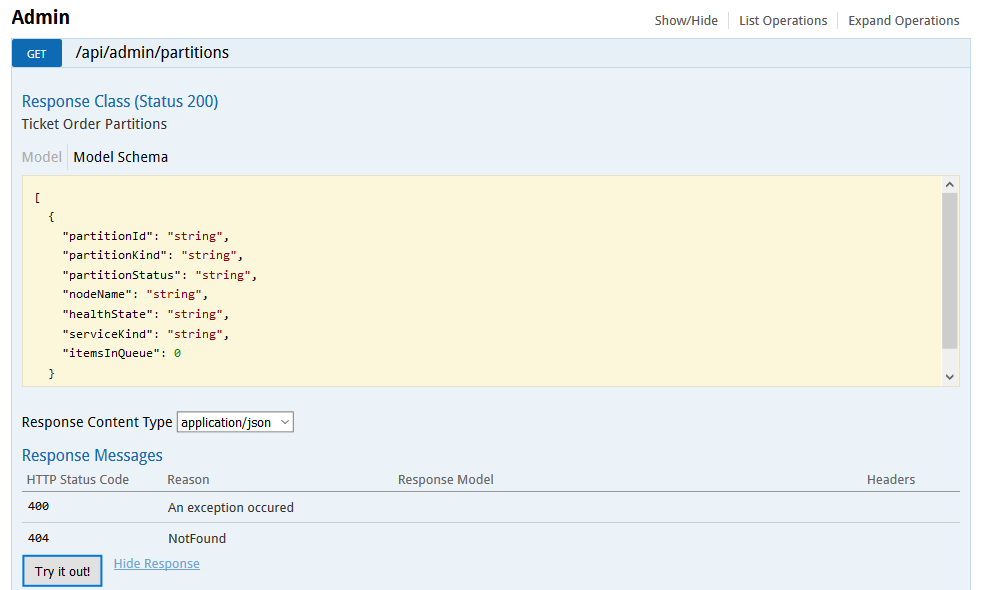 Admin
Show/Hide List Operations Expand Operations
GET /api/admin/partitions
Response Class (Status 200)
Ticket Order Partitions
Model Model Schema
[
{
"partitionId": "string",
"partitionKind": "string",
"partitionStatus": "string",
"nodeName": "string",
"healthState": "string",
"serviceKind": "string",
"itemsInQueue": 0
}
Response Content Type application/json
Response Messages
HTTP Status Code Reason Response Model Headers
400 An exception occured
404 NotFound
Try it out! Hide Response